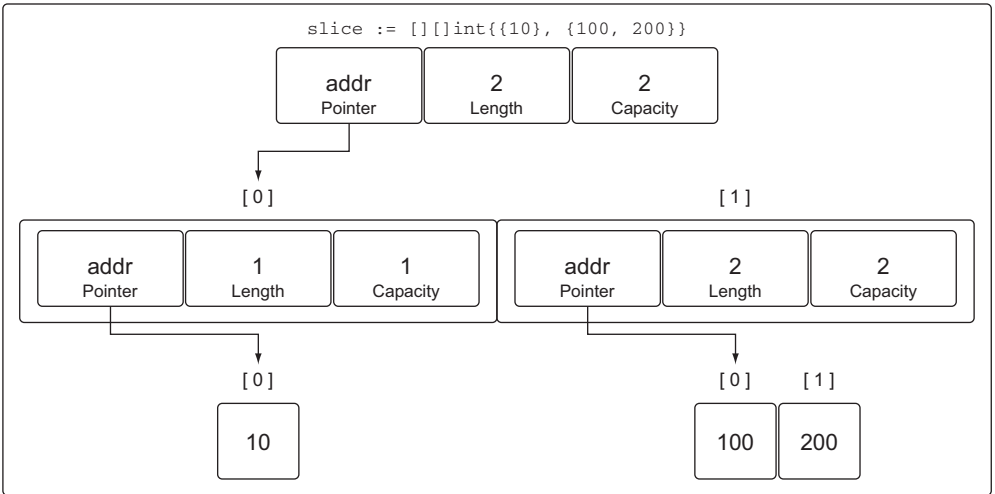 slice := [][]int{{10}, {100, 200}}
addr 2 2
Pointer Length Capacity
[0] [1]
addr 1 1 addr 2 2
Pointer Length Capacity Pointer Length Capacity
[0] [0] [1]
10 100 200